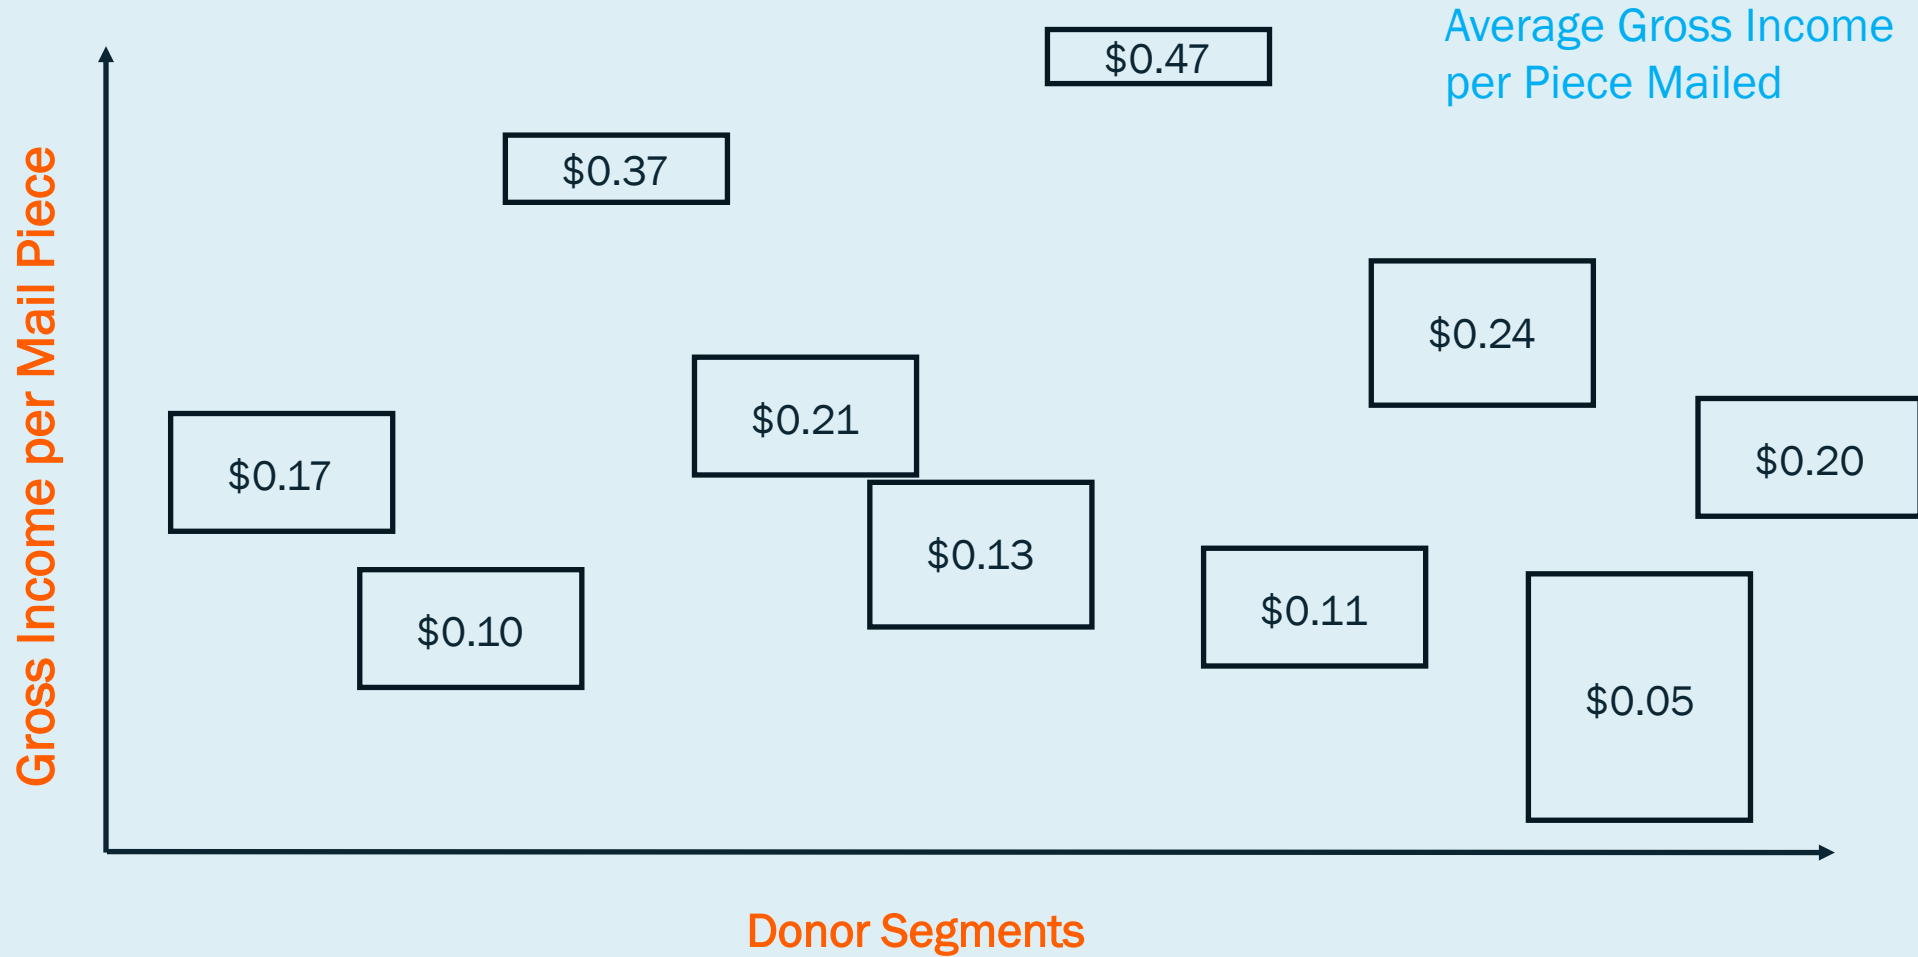 Average Gross Income
per Piece Mailed
Gross Income per Mail Piece
$0.47
$0.37
$0.24
$0.21
$0.20
$0.17
$0.13
$0.11
$0.10
$0.05
Donor Segments